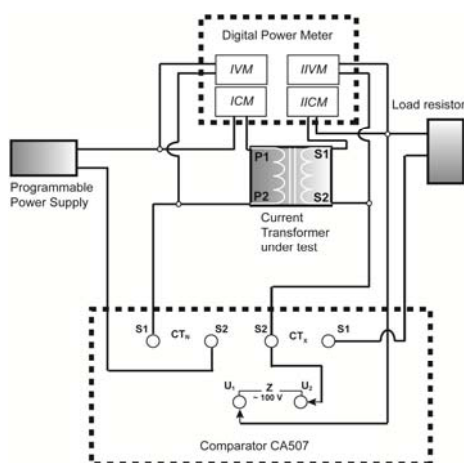 Digital Power Meter
IVM
IIVM
ICM
IICM
Load resistor
P1
S1
P2
S2
Programmable
Power Supply
Current
Transformer
under test
S1
CTN
S2
S2
CTX
S1
U1
Z
U2
~ 100 V
Comparator CA507